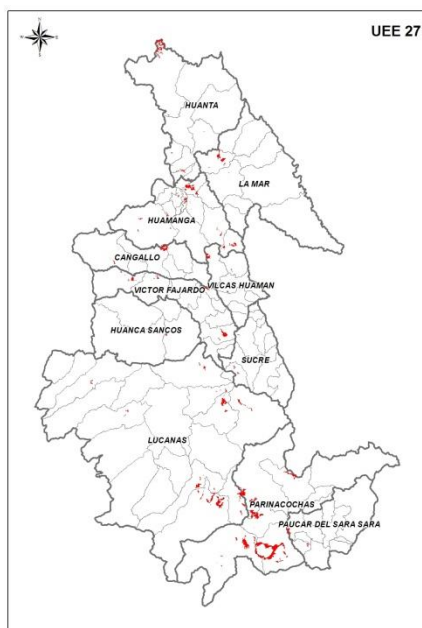 UEE 27
N
HUANTA
LA MAR
HUAMANGA
CANGALLO
VILCAS HUAMAN
VICTOR FAJARDO
HUANCA SANÇOS
SUCRE
LUCANAS
PARINACOCHAS
PAUCAR DEL SARA SARA